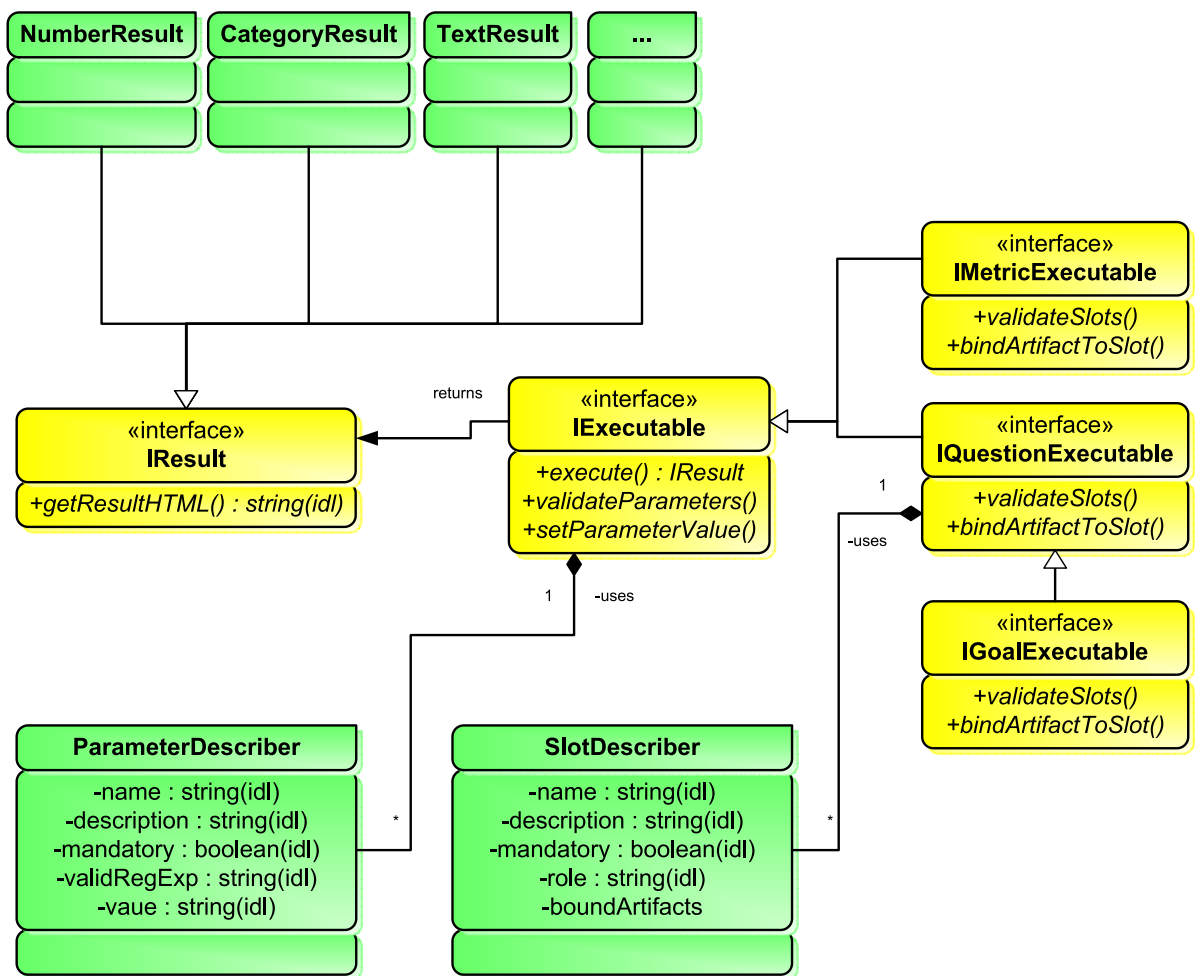 NumberResult
CategoryResult
TextResult
...
«interface»
IMetricExecutable
+validateSlots()
+bindArtifactToSlot()
returns
«interface»
IResult
+getResultHTML() : string(idl)
«interface»
IExecutable
+execute() : IResult
+validateParameters()
+setParameterValue()
«interface»
IQuestionExecutable
+validateSlots()
+bindArtifactToSlot()
1
-uses
1
-uses
«interface»
IGoalExecutable
+validateSlots()
+bindArtifactToSlot()
ParameterDescriber
-name : string(idl)
-description : string(idl)
-mandatory : boolean(idl)
-validRegExp : string(idl)
-vaue : string(idl)
*
SlotDescriber
-name : string(idl)
-description : string(idl)
-mandatory : boolean(idl)
-role : string(idl)
-boundArtifacts
*